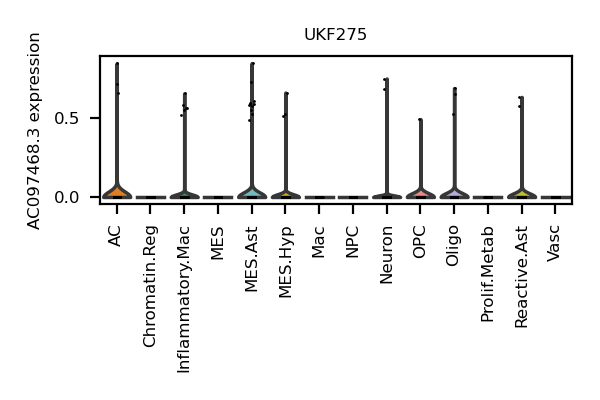 UKF275
AC097468.3 expression
0.5
0.0
AC
Chromatin.Reg
Inflammatory.Mac
MES
MES.Ast
MES.Hyp
Mac
NPC
Neuron
OPC
Oligo
Prolif.Metab
Reactive.Ast
Vasc